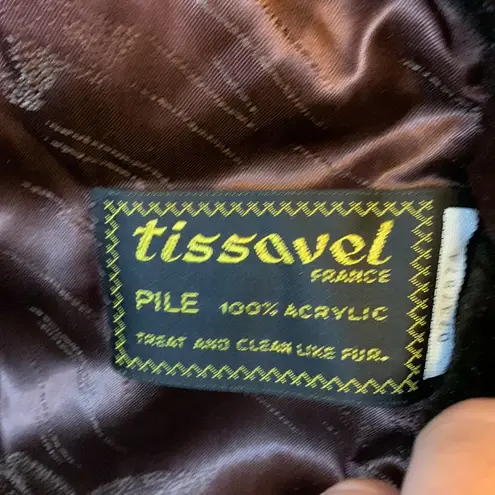 tissavel
FRANCE
PILE 100% ACRYLIC
TREAT AND CLEAN LIKE FUR.